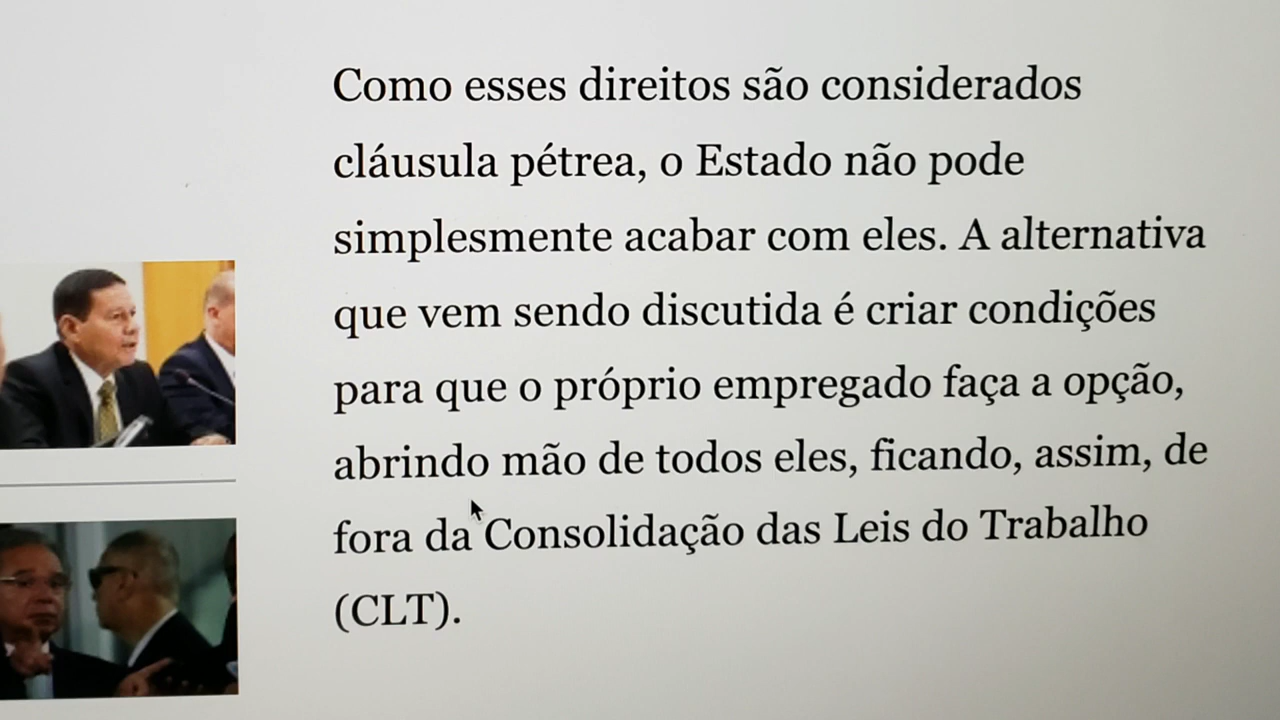 Como esses direitos são considerados
cláusula pétrea, o Estado não pode
simplesmente acabar com eles. A alternativa
que vem sendo discutida é criar condições
para que o próprio empregado faça a opção,
abrindo mão de todos eles, ficando, assim, de
fora da Consolidação das Leis do Trabalho
(CLT).